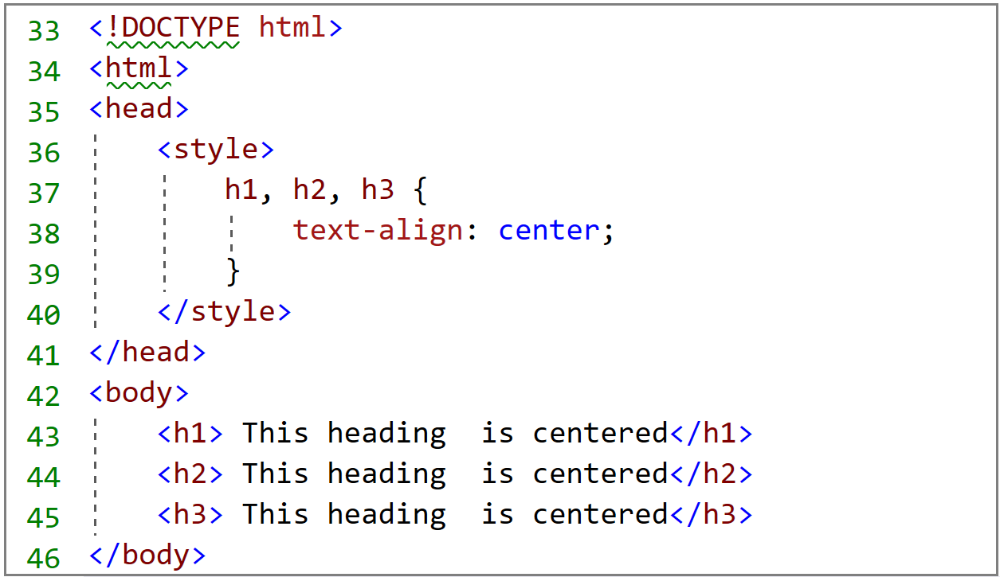 33 <!DOCTYPE html>
34 <html>
35 <head>
36     <style>
37         h1, h2, h3 {
38             text-align: center;
39         }
40     </style>
41 </head>
42 <body>
43     <h1> This heading  is centered</h1>
44     <h2> This heading  is centered</h2>
45     <h3> This heading  is centered</h3>
46 </body>